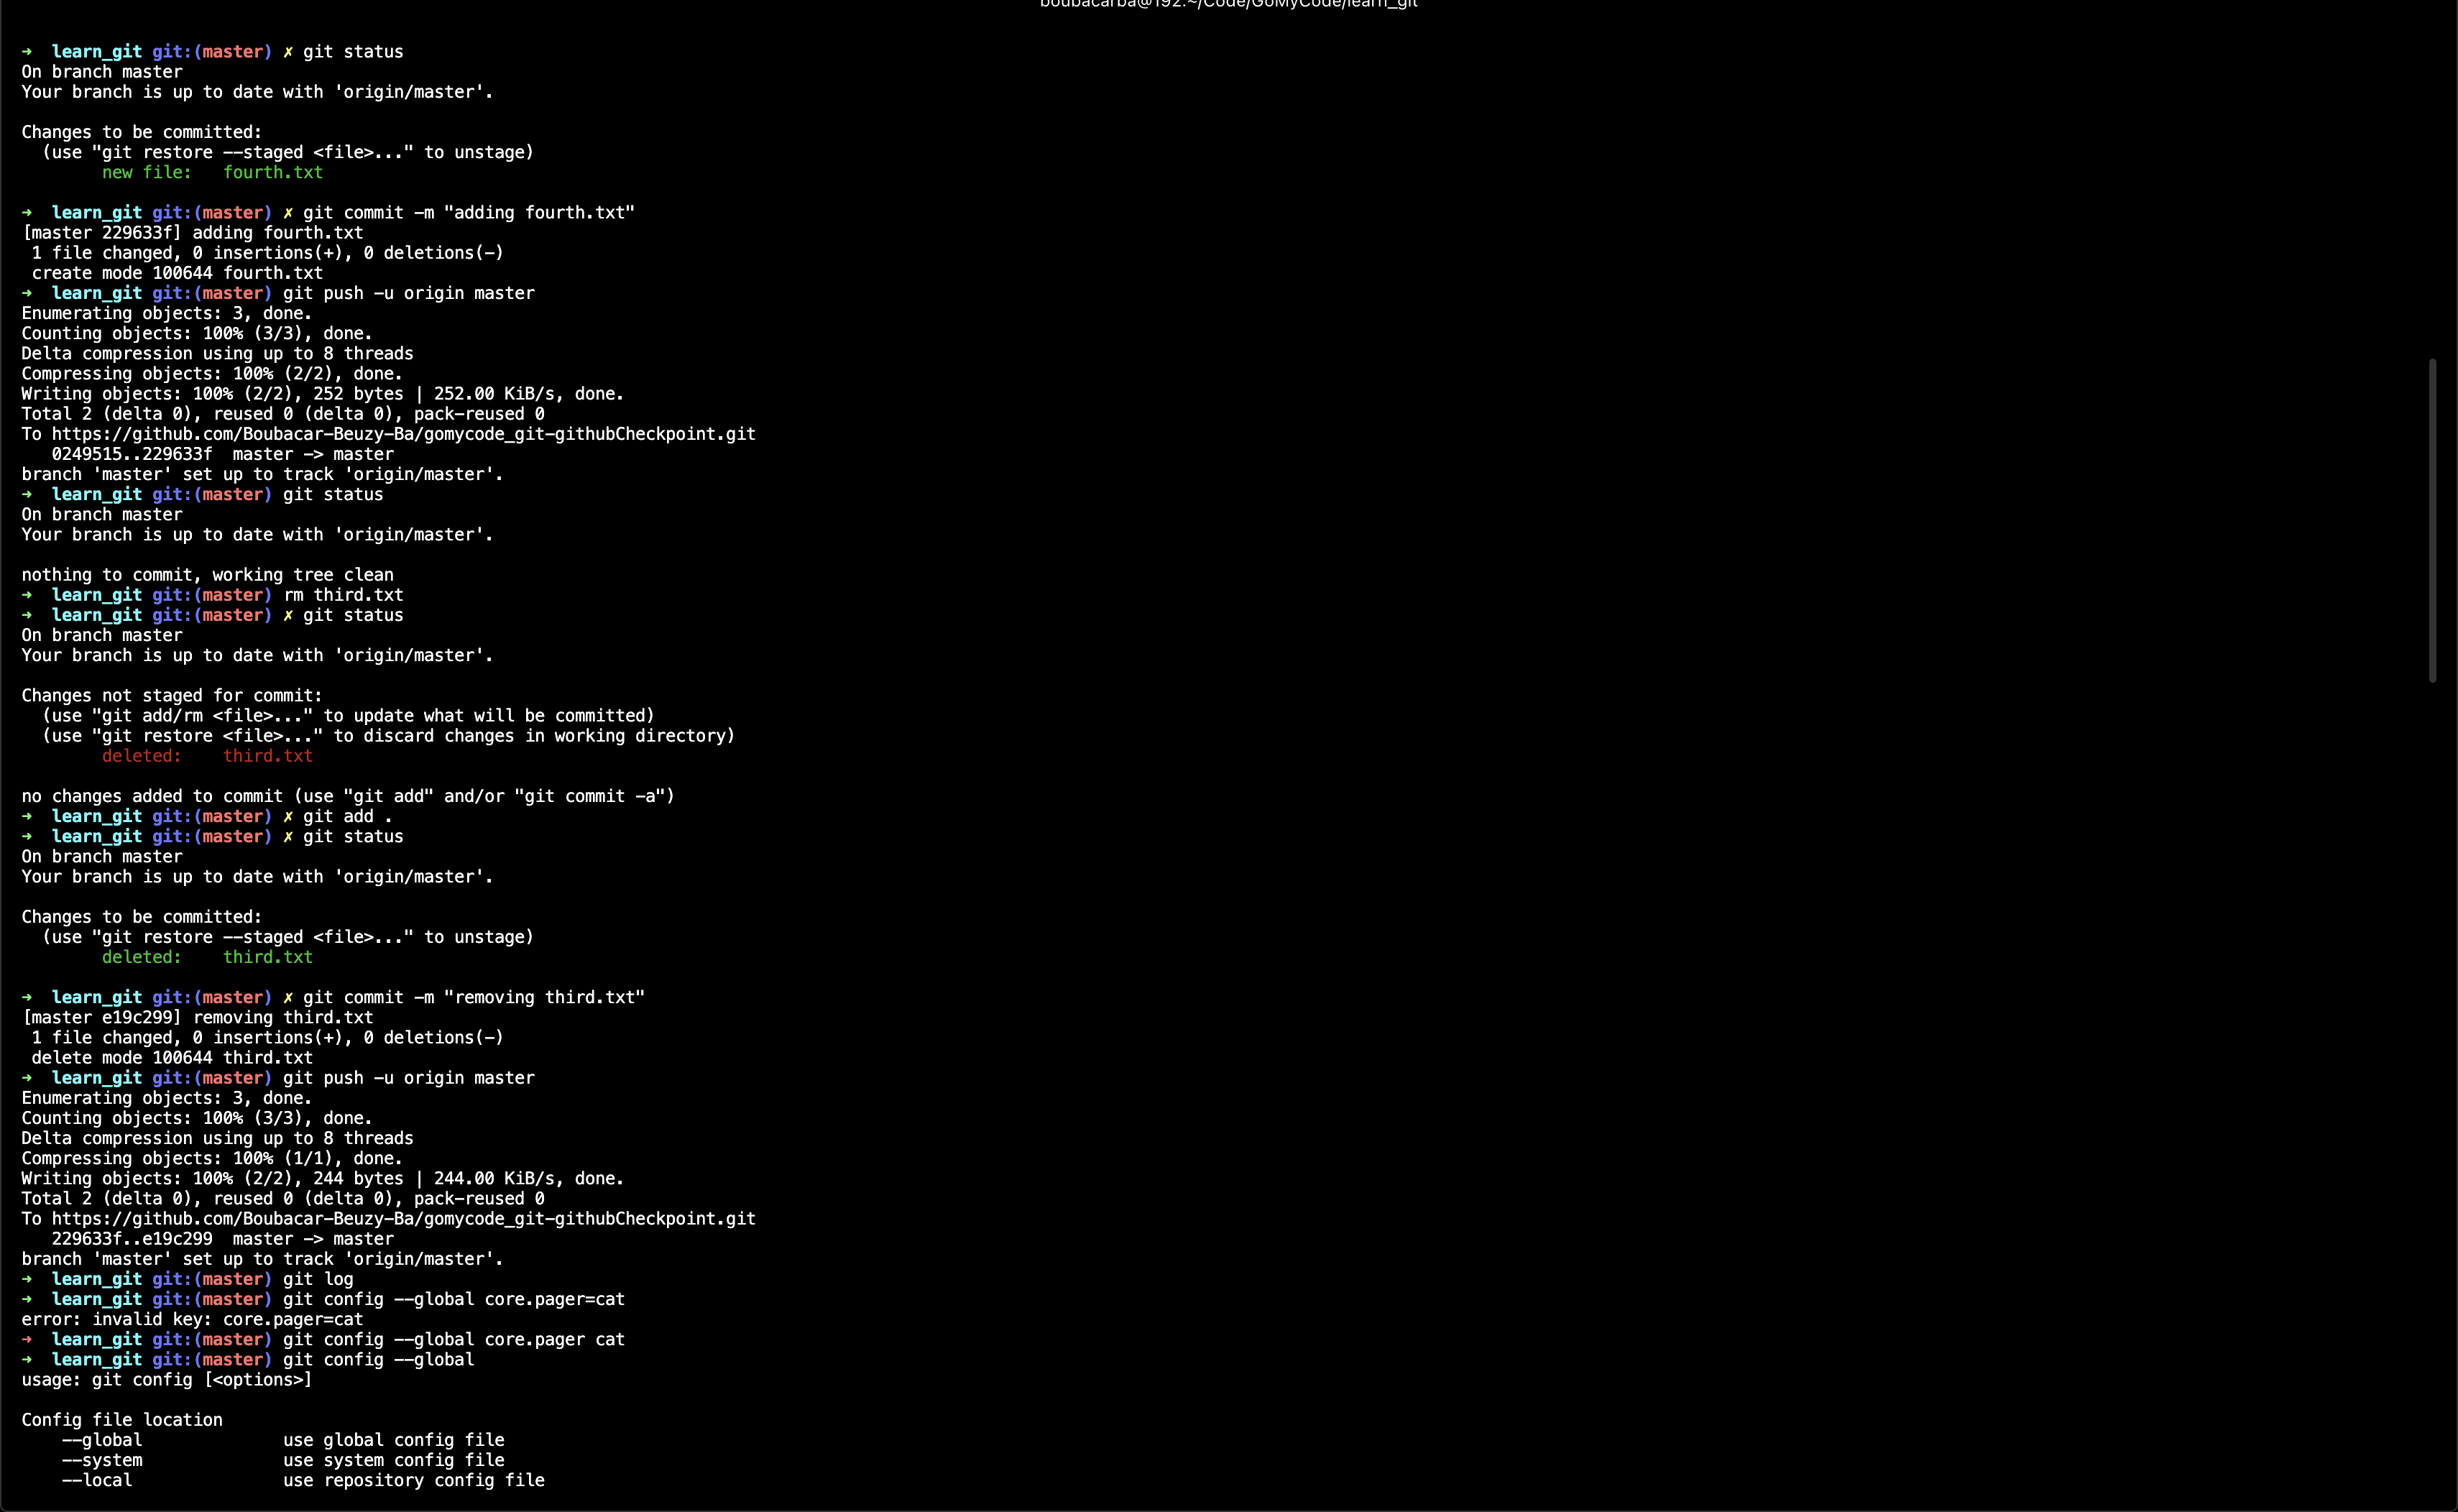 boubacarba@192:~/Code/GoMyCode/learn_git
➜  learn_git git:(master) ✗ git status
On branch master
Your branch is up to date with 'origin/master'.

Changes to be committed:
  (use "git restore --staged <file>..." to unstage)
        new file:   fourth.txt

➜  learn_git git:(master) ✗ git commit -m "adding fourth.txt"
[master 229633f] adding fourth.txt
 1 file changed, 0 insertions(+), 0 deletions(-)
 create mode 100644 fourth.txt
➜  learn_git git:(master) git push -u origin master
Enumerating objects: 3, done.
Counting objects: 100% (3/3), done.
Delta compression using up to 8 threads
Compressing objects: 100% (2/2), done.
Writing objects: 100% (2/2), 252 bytes | 252.00 KiB/s, done.
Total 2 (delta 0), reused 0 (delta 0), pack-reused 0
To https://github.com/Boubacar-Beuzy-Ba/gomycode_git-githubCheckpoint.git
   0249515..229633f  master -> master
branch 'master' set up to track 'origin/master'.
➜  learn_git git:(master) git status
On branch master
Your branch is up to date with 'origin/master'.

nothing to commit, working tree clean
➜  learn_git git:(master) rm third.txt
➜  learn_git git:(master) ✗ git status
On branch master
Your branch is up to date with 'origin/master'.

Changes not staged for commit:
  (use "git add/rm <file>..." to update what will be committed)
  (use "git restore <file>..." to discard changes in working directory)
        deleted:    third.txt

no changes added to commit (use "git add" and/or "git commit -a")
➜  learn_git git:(master) ✗ git add .
➜  learn_git git:(master) ✗ git status
On branch master
Your branch is up to date with 'origin/master'.

Changes to be committed:
  (use "git restore --staged <file>..." to unstage)
        deleted:    third.txt

➜  learn_git git:(master) ✗ git commit -m "removing third.txt"
[master e19c299] removing third.txt
 1 file changed, 0 insertions(+), 0 deletions(-)
 delete mode 100644 third.txt
➜  learn_git git:(master) git push -u origin master
Enumerating objects: 3, done.
Counting objects: 100% (3/3), done.
Delta compression using up to 8 threads
Compressing objects: 100% (1/1), done.
Writing objects: 100% (2/2), 244 bytes | 244.00 KiB/s, done.
Total 2 (delta 0), reused 0 (delta 0), pack-reused 0
To https://github.com/Boubacar-Beuzy-Ba/gomycode_git-githubCheckpoint.git
   229633f..e19c299  master -> master
branch 'master' set up to track 'origin/master'.
➜  learn_git git:(master) git log
➜  learn_git git:(master) git config --global core.pager=cat
error: invalid key: core.pager=cat
➜  learn_git git:(master) git config --global core.pager cat
➜  learn_git git:(master) git config --global
usage: git config [<options>]

Config file location
    --global              use global config file
    --system              use system config file
    --local               use repository config file